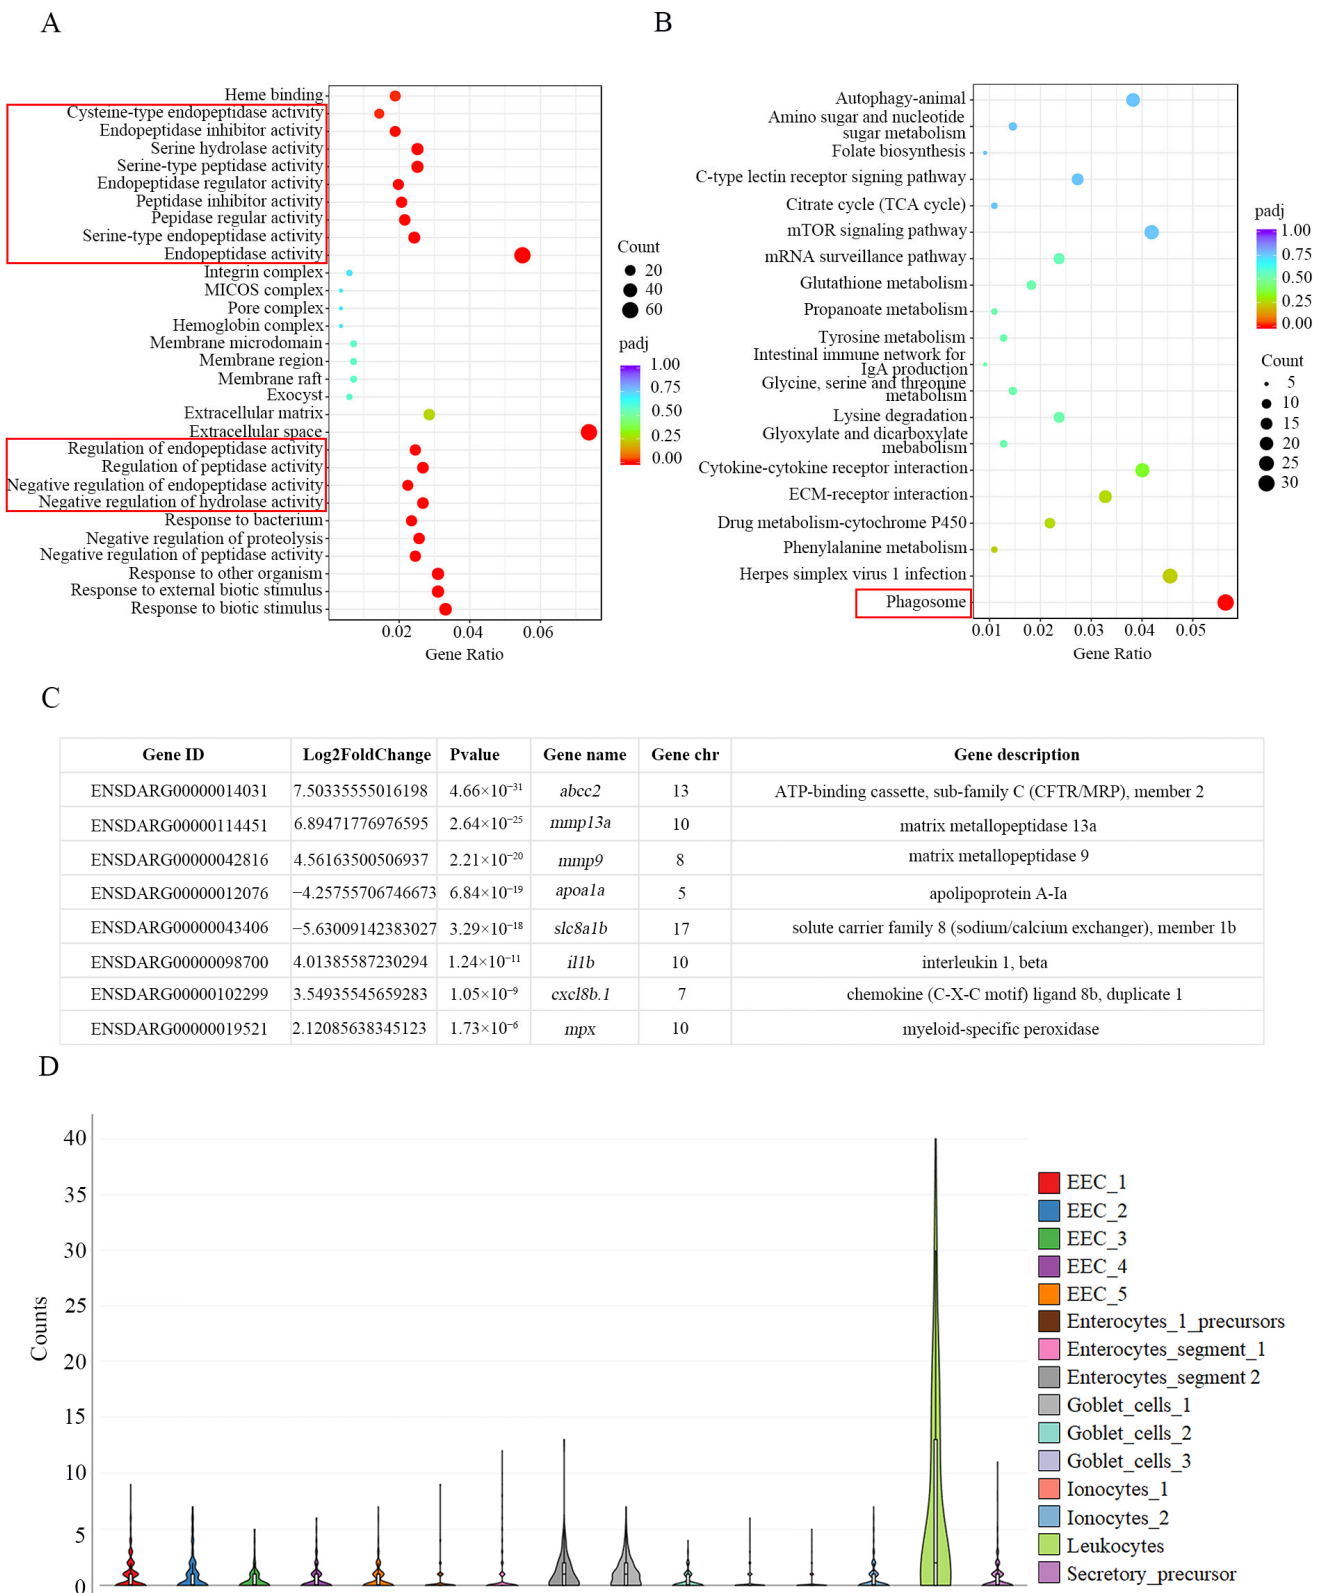 A
Heme binding
Cysteine-type endopeptidase activity
Endopeptidase inhibitor activity
Serine hydrolase activity
Serine-type peptidase activity
Endopeptidase regulator activity
Peptidase inhibitor activity
Pepidase regular activity
Serine-type endopeptidase activity
Endopeptidase activity
Integrin complex
MICOS complex
Pore complex
Hemoglobin complex
Membrane microdomain
Membrane region
Membrane raft
Exocyst
Extracellular matrix
Extracellular space
Regulation of endopeptidase activity
Regulation of peptidase activity
Negative regulation of endopeptidase activity
Negative regulation of hydrolase activity
Response to bacterium
Negative regulation of proteolysis
Negative regulation of peptidase activity
Response to other organism
Response to external biotic stimulus
Response to biotic stimulus
0.02 0.04 0.06
Gene Ratio
Count
20
40
60
padj
1.00
0.75
0.50
0.25
0.00
B
Autophagy-animal
Amino sugar and nucleotide
sugar metabolism
Folate biosynthesis
C-type lectin receptor signing pathway
Citrate cycle (TCA cycle)
mTOR signaling pathway
mRNA surveillance pathway
Glutathione metabolism
Propanoate metabolism
Tyrosine metabolism
Intestinal immune network for
IgA production
Glycine, serine and threonine
metabolism
Lysine degradation
Glyoxylate and dicarboxylate
metabolism
Cytokine-cytokine receptor interaction
ECM-receptor interaction
Drug metabolism-cytochrome P450
Phenylalanine metabolism
Herpes simplex virus 1 infection
Phagosome
0.01 0.02 0.03 0.04 0.05
Gene Ratio
padj
1.00
0.75
0.50
0.25
0.00
Count
5
10
15
20
25
30
C
Gene ID Log2FoldChange Pvalue Gene name Gene chr Gene description
ENSDARG00000014031 7.50335555016198 4.66×10⁻³¹ abcc2 13 ATP-binding cassette, sub-family C (CFTR/MRP), member 2
ENSDARG00000114451 6.89471776976595 2.64×10⁻²⁵ mmp13a 10 matrix metallopeptidase 13a
ENSDARG00000042816 4.56163500506937 2.21×10⁻²⁰ mmp9 8 matrix metallopeptidase 9
ENSDARG00000012076 −4.25755706746673 6.84×10⁻¹⁹ apoa1a 5 apolipoprotein A-Ia
ENSDARG00000043406 −5.63009142383027 3.29×10⁻¹⁸ slc8a1b 17 solute carrier family 8 (sodium/calcium exchanger), member 1b
ENSDARG00000098700 4.01385587230294 1.24×10⁻¹¹ il1b 10 interleukin 1, beta
ENSDARG00000102299 3.54935545659283 1.05×10⁻⁹ cxcl8b.1 7 chemokine (C-X-C motif) ligand 8b, duplicate 1
ENSDARG00000019521 2.12085638345123 1.73×10⁻⁶ mpx 10 myeloid-specific peroxidase
D
Counts
40
35
30
25
20
15
10
5
0
EEC_1
EEC_2
EEC_3
EEC_4
EEC_5
Enterocytes_1_precursors
Enterocytes_segment_1
Enterocytes_segment 2
Goblet_cells_1
Goblet_cells_2
Goblet_cells_3
Ionocytes_1
Ionocytes_2
Leukocytes
Secretory_precursor